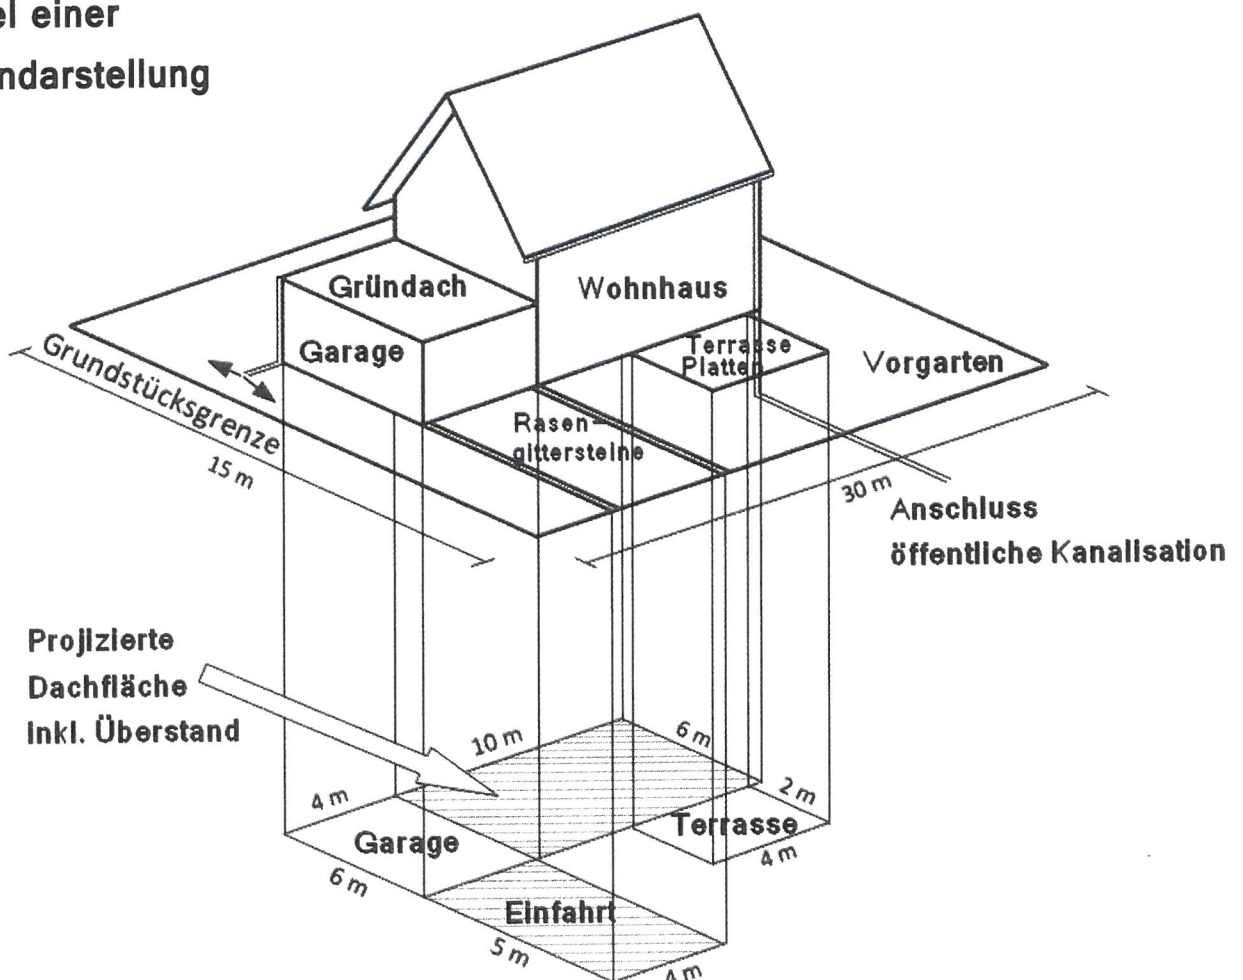 el einer
ndarstellung
Gründach
Wohnhaus
Garage
Terrasse
Platten
Vorgarten
Grundstücksgrenze
Rasen-
gittersteine
15 m
30 m
Anschluss
öffentliche Kanalisation
Projizierte
Dachfläche
inkl. Überstand
10 m
6 m
4 m
2 m
Garage
Terrasse
4 m
6 m
Einfahrt
5 m
4 m